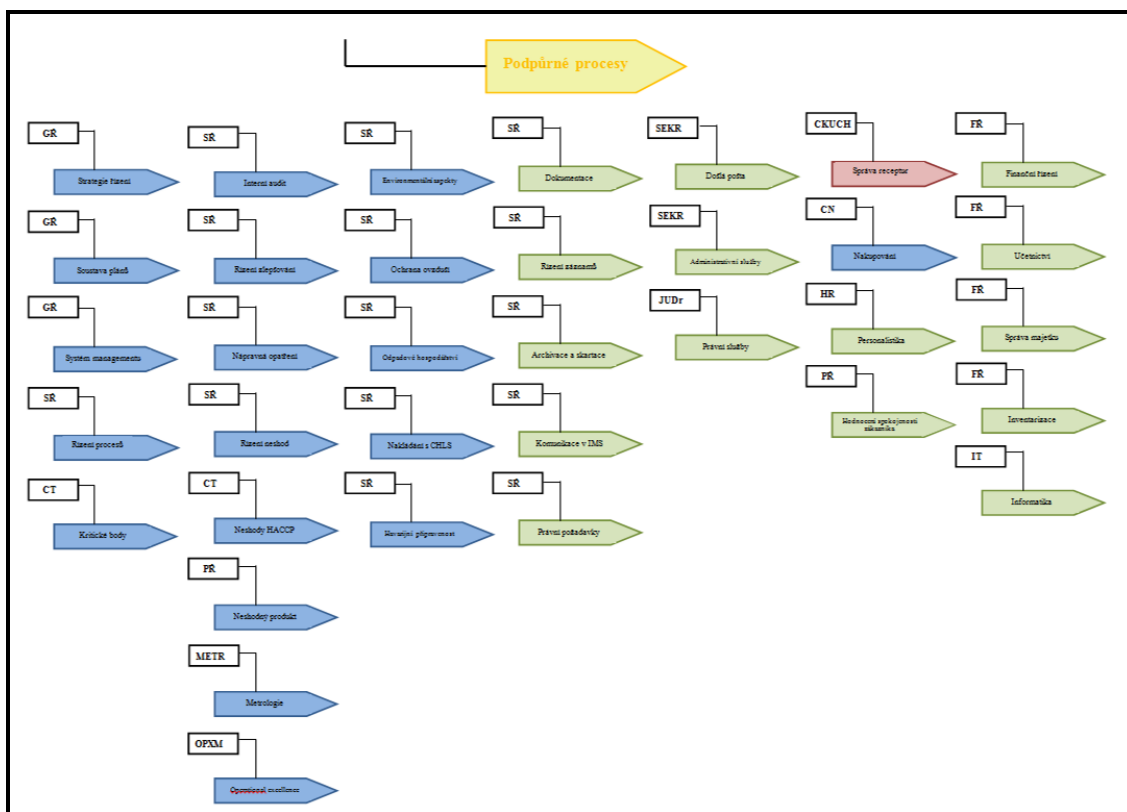 Podpůrné procesy
GŘ
Strategie řízení
GŘ
Soustava plánů
GŘ
Systém managementu
SŘ
Řízení procesů
CT
Kritické body
SŘ
Interní audit
SŘ
Řízení zlepšování
SŘ
Nápravná opatření
SŘ
Řízení neshod
CT
Neshody HACCP
PŘ
Neshodný produkt
METR
Metrologie
OPXM
Operational excellence
SŘ
Environmentální aspekty
SŘ
Ochrana ovzduší
SŘ
Odpadové hospodářství
SŘ
Nakládání s CHLS
SŘ
Havarijní připravenost
SŘ
Dokumentace
SŘ
Řízení záznamů
SŘ
Archivace a skartace
SŘ
Komunikace v IMS
SŘ
Právní požadavky
SEKR
Došlá pošta
SEKR
Administrativní služby
JUDr
Právní služby
CKUCH
Správa receptur
CN
Nakupování
HR
Personalistika
PŘ
Hodnocení spokojenosti
zákazníka
FŘ
Finanční řízení
FŘ
Účetnictví
FŘ
Správa majetku
FŘ
Inventarizace
IT
Informatika